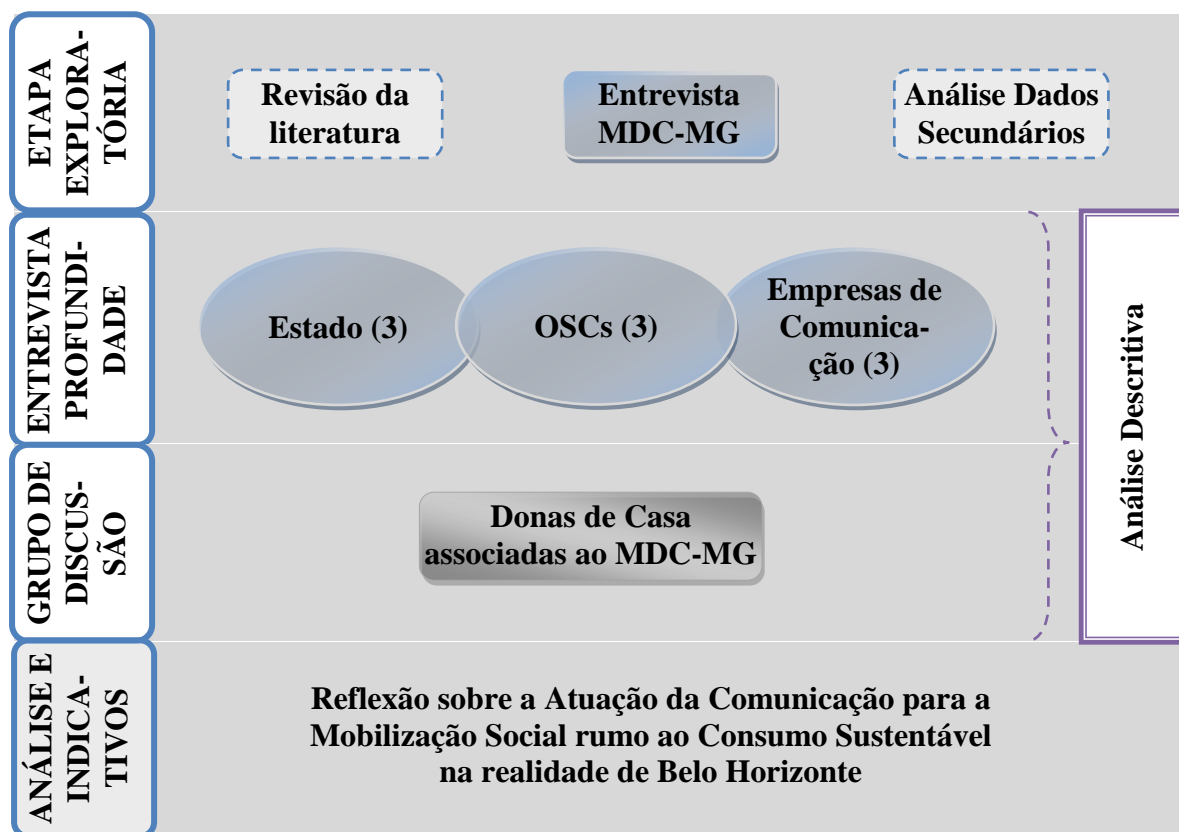 ETAPA
EXPLORA-
TÓRIA
Revisão da
literatura
Entrevista
MDC-MG
Análise Dados
Secundários
ENTREVISTA
PROFUNDI-
DADE
Estado (3)
OSCs (3)
Empresas de
Comunica-
ção (3)
Análise Descritiva
GRUPO DE
DISCUS-
SÃO
Donas de Casa
associadas ao MDC-MG
ANÁLISE E
INDICA-
TIVOS
Reflexão sobre a Atuação da Comunicação para a
Mobilização Social rumo ao Consumo Sustentável
na realidade de Belo Horizonte